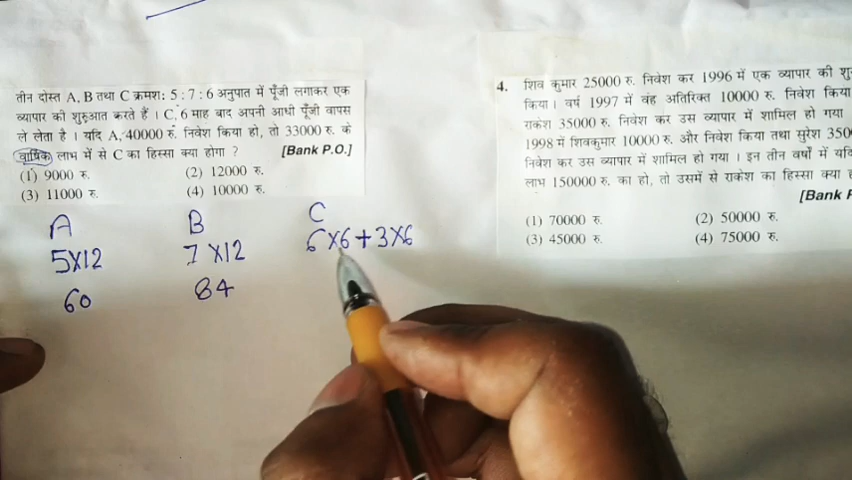 तीन दोस्त A, B तथा C क्रमश: 5 : 7 : 6 अनुपात में पूँजी लगाकर एक
व्यापार की शुरुआत करते हैं । C, 6 माह बाद अपनी आधी पूँजी वापस
ले लेता है । यदि A, 40000 रु. निवेश किया हो, तो 33000 रु. के
वार्षिक लाभ में से C का हिस्सा क्या होगा ? [Bank P.O.]
(1) 9000 रु. (2) 12000 रु.
(3) 11000 रु. (4) 10000 रु.
A B C
5X12 7 X12 6X6+3X6
60 84
4. शिव कुमार 25000 रु. निवेश कर 1996 में एक व्यापार की
किया। वर्ष 1997 में वह अतिरिक्त 10000 रु. निवेश किया
राकेश 35000 रु. निवेश कर उस व्यापार में शामिल हो गया
1998 में शिवकुमार 10000 रु. और निवेश किया तथा सुरेश 350
निवेश कर उस व्यापार में शामिल हो गया । इन तीन वर्षों में यदि
लाभ 150000 रु. का हो, तो उसमें से राकेश का हिस्सा क्या
[Bank
(1) 70000 रु. (2) 50000 रु.
(3) 45000 रु. (4) 75000 रु.